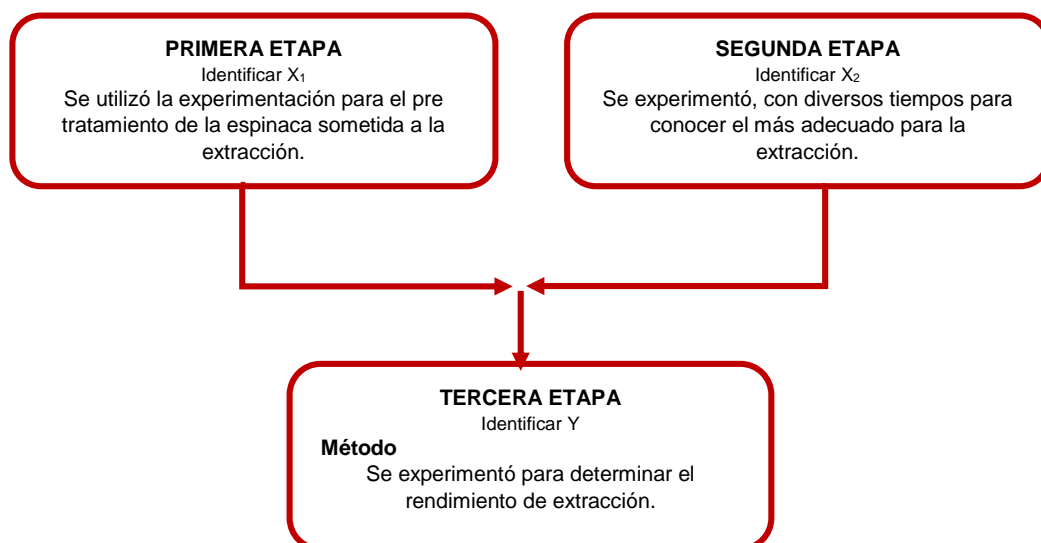 PRIMERA ETAPA
Identificar X₁
Se utilizó la experimentación para el pre
tratamiento de la espinaca sometida a la
extracción.
SEGUNDA ETAPA
Identificar X₂
Se experimentó, con diversos tiempos para
conocer el más adecuado para la
extracción.
TERCERA ETAPA
Identificar Y
Método
Se experimentó para determinar el
rendimiento de extracción.